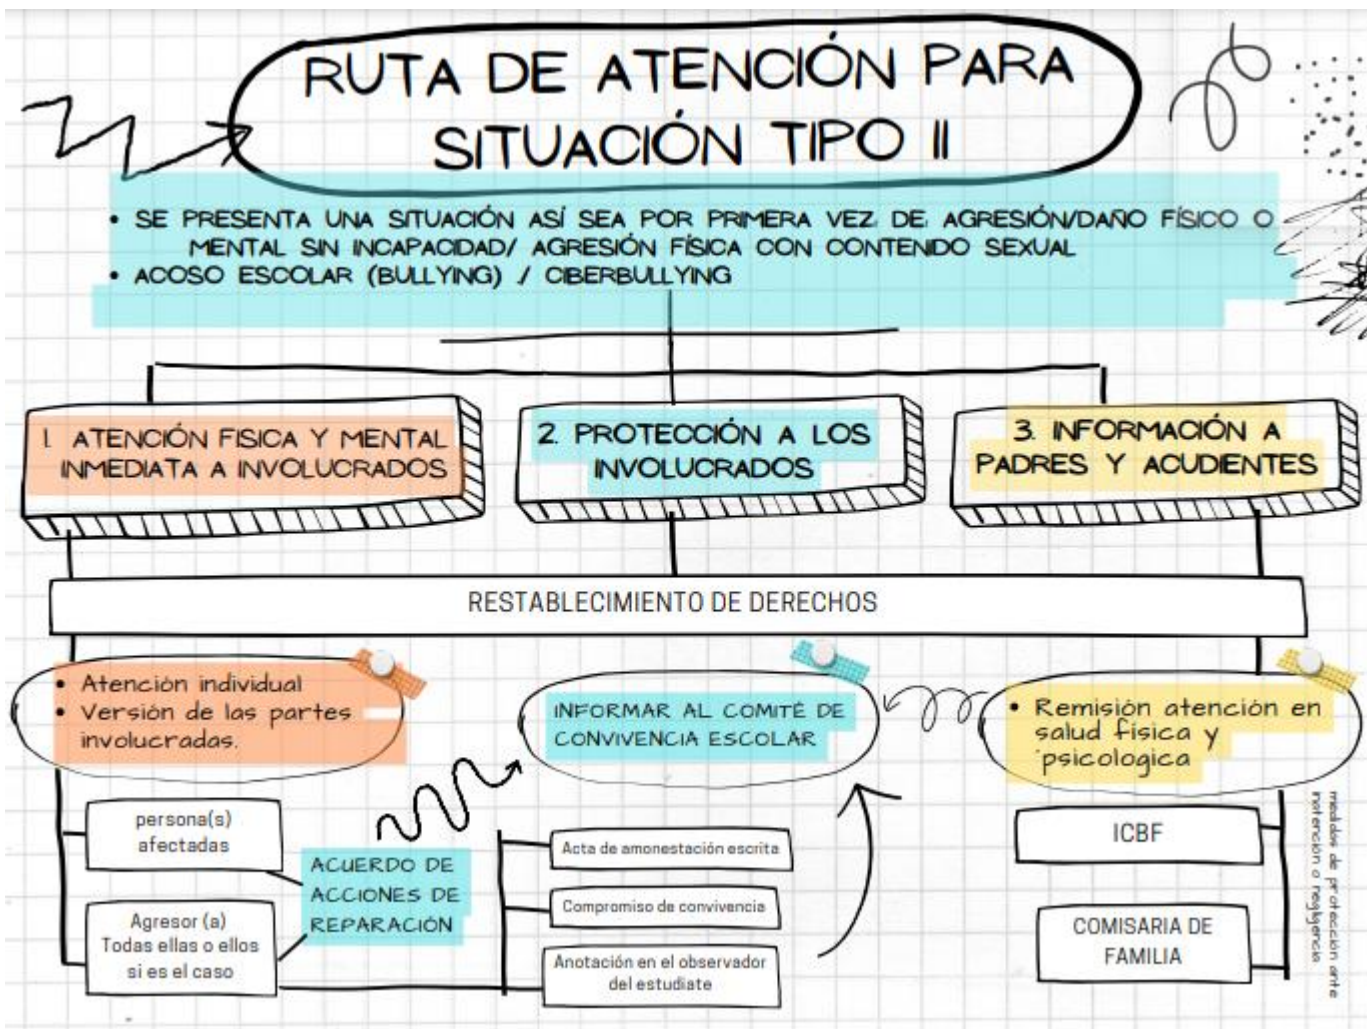 RUTA DE ATENCIÓN PARA
SITUACIÓN TIPO II
• SE PRESENTA UNA SITUACIÓN ASÍ SEA POR PRIMERA VEZ DE AGRESIÓN/DAÑO FÍSICO O
MENTAL SIN INCAPACIDAD/ AGRESIÓN FÍSICA CON CONTENIDO SEXUAL
• ACOSO ESCOLAR (BULLYING) / CIBERBULLYING
1. ATENCIÓN FISICA Y MENTAL
INMEDIATA A INVOLUCRADOS
2. PROTECCIÓN A LOS
INVOLUCRADOS
3. INFORMACIÓN A
PADRES Y ACUDIENTES
RESTABLECIMIENTO DE DERECHOS
• Atención individual
• Versión de las partes
involucradas.
INFORMAR AL COMITÉ DE
CONVIVENCIA ESCOLAR
• Remisión atención en
salud física y
psicologica
persona(s)
afectadas
Agresor (a)
Todas ellas o ellos
si es el caso
ACUERDO DE
ACCIONES DE
REPARACIÓN
Acta de amonestación escrita
Compromiso de convivencia
Anotación en el observador
del estudiate
ICBF
COMISARIA DE
FAMILIA
medidas de protección ante
inatención o negligencia